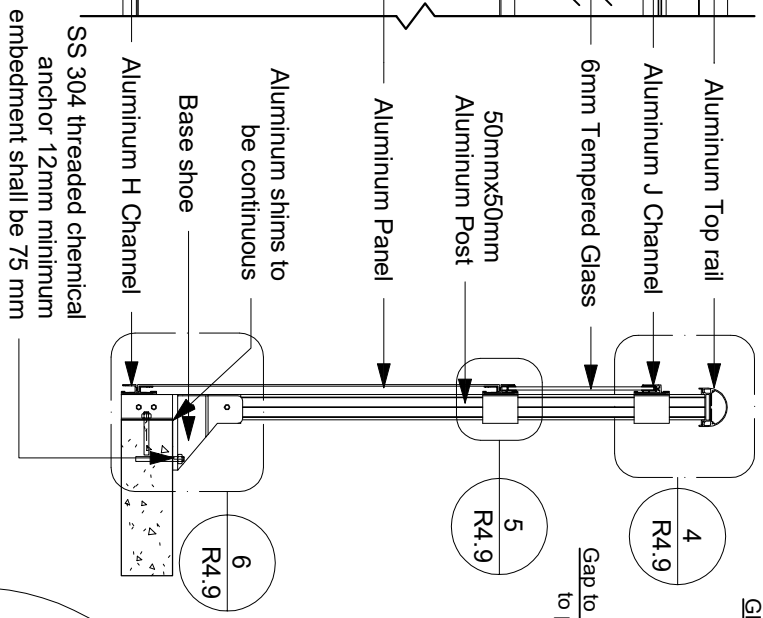 Aluminum Top rail
Aluminum J Channel
6mm Tempered Glass
50mmx50mm
Aluminum Post
Aluminum Panel
Aluminum shims to
be continuous
Base shoe
Aluminum H Channel
SS 304 threaded chemical
anchor 12mm minimum
embedment shall be 75 mm
4
R4.9
5
R4.9
6
R4.9
Gap to
to